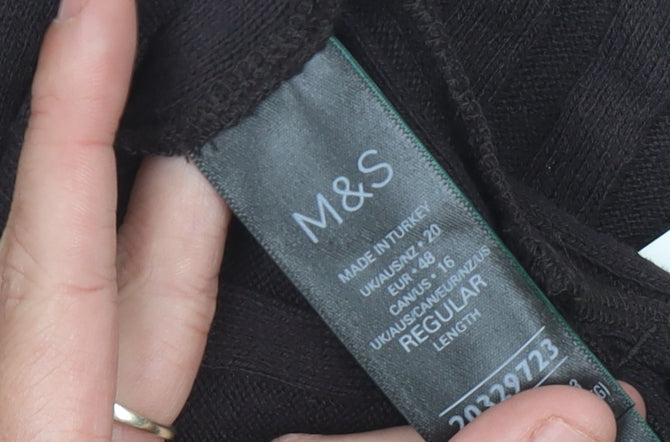 M&S
MADE IN TURKEY
UK/AUS/NZ • 20
EUR • 48
CAN/US • 16
UK/AUS/CAN/EUR/NZ/US
REGULAR
LENGTH
20329723